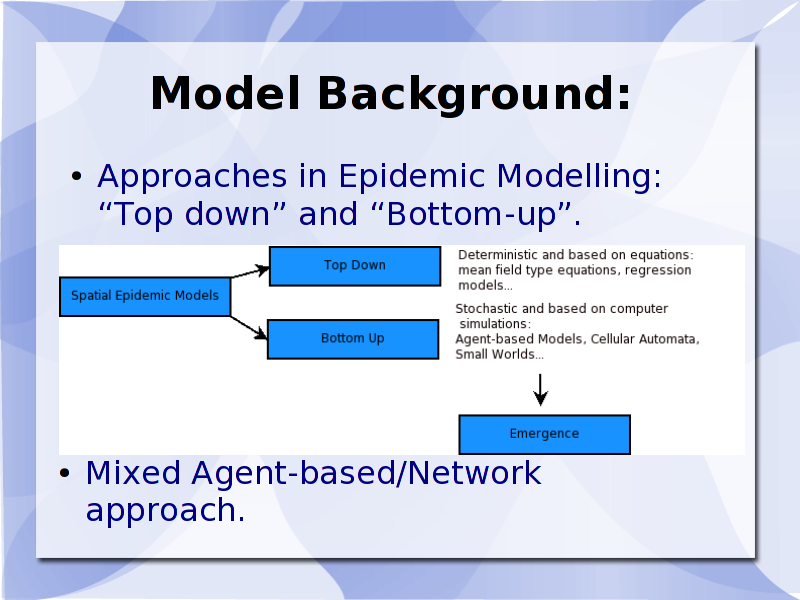 Model Background:
• Approaches in Epidemic Modelling:
“Top down” and “Bottom-up”.
Spatial Epidemic Models
Top Down
Deterministic and based on equations:
mean field type equations, regression
models...
Bottom Up
Stochastic and based on computer
simulations:
Agent-based Models, Cellular Automata,
Small Worlds...
Emergence
• Mixed Agent-based/Network
approach.